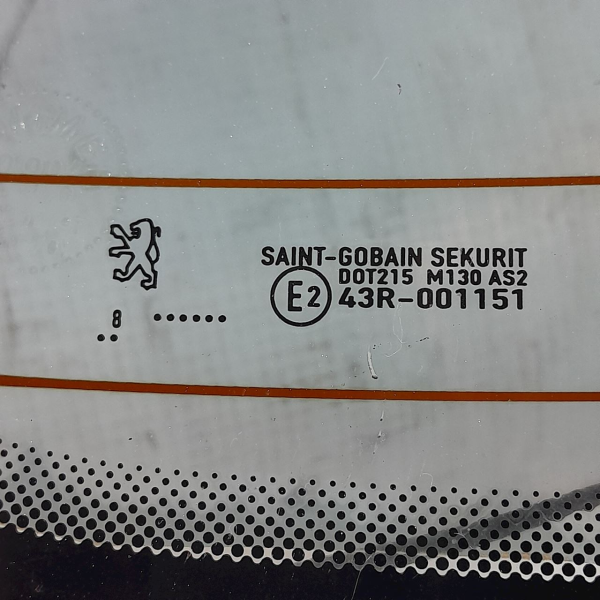 SAINT-GOBAIN SEKURIT
DOT215 M130 AS2
E2 43R-001151
8 ......
..